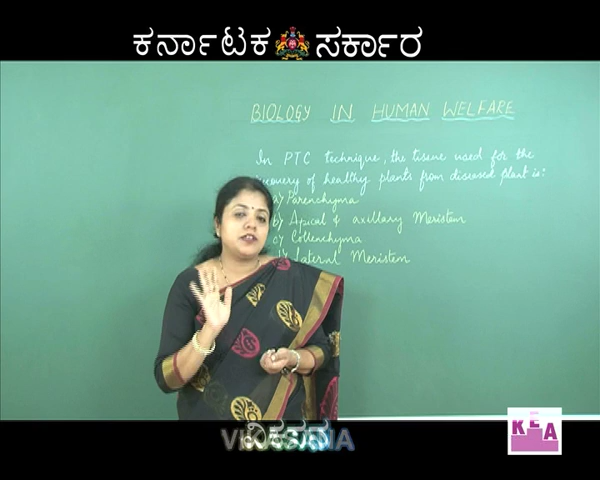 ಕರ್ನಾಟಕ ಸರ್ಕಾರ
BIOLOGY IN HUMAN WELFARE
In PTC technique, the tissue used for the
recovery of healthy plants from diseased plant is:
a) Parenchyma
b) Apical & axillary Meristem
c) Collenchyma
d) Lateral Meristem
KEA